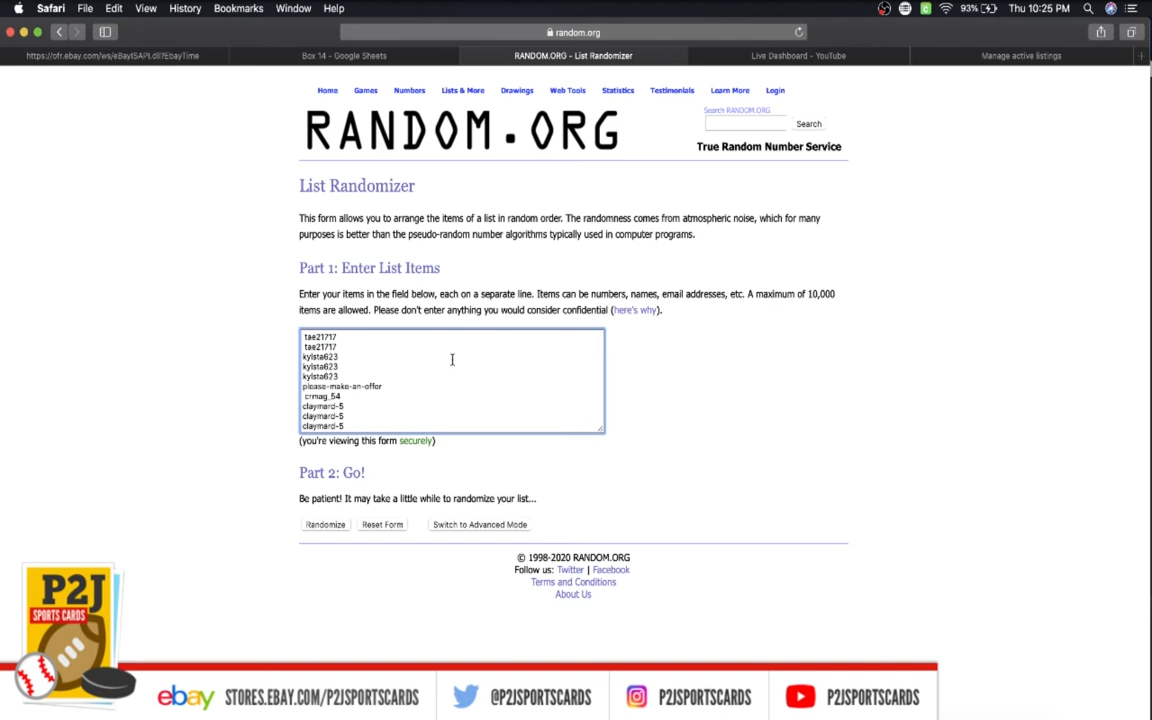 Safari File Edit View History Bookmarks Window Help 93% Thu 10:25 PM
random.org
https://ofr.ebay.com/ws/eBayISAPI.dll?EbayTime Box 14 – Google Sheets RANDOM.ORG - List Randomizer Live Dashboard - YouTube Manage active listings
Home Games Numbers Lists & More Drawings Web Tools Statistics Testimonials Learn More Login
Search RANDOM.ORG
Search
RANDOM.ORG
True Random Number Service
List Randomizer
This form allows you to arrange the items of a list in random order. The randomness comes from atmospheric noise, which for many
purposes is better than the pseudo-random number algorithms typically used in computer programs.
Part 1: Enter List Items
Enter your items in the field below, each on a separate line. Items can be numbers, names, email addresses, etc. A maximum of 10,000
items are allowed. Please don't enter anything you would consider confidential (here's why).
tae21717
tae21717
kylsta623
kylsta623
kylsta623
please-make-an-offer
crmag_54
claymard-5
claymard-5
claymard-5
(you're viewing this form securely)
Part 2: Go!
Be patient! It may take a little while to randomize your list...
Randomize Reset Form Switch to Advanced Mode
© 1998-2020 RANDOM.ORG
Follow us: Twitter | Facebook
Terms and Conditions
About Us
P2J
SPORTS CARDS
ebay STORES.EBAY.COM/P2JSPORTSCARDS @P2JSPORTSCARDS P2JSPORTSCARDS P2JSPORTSCARDS